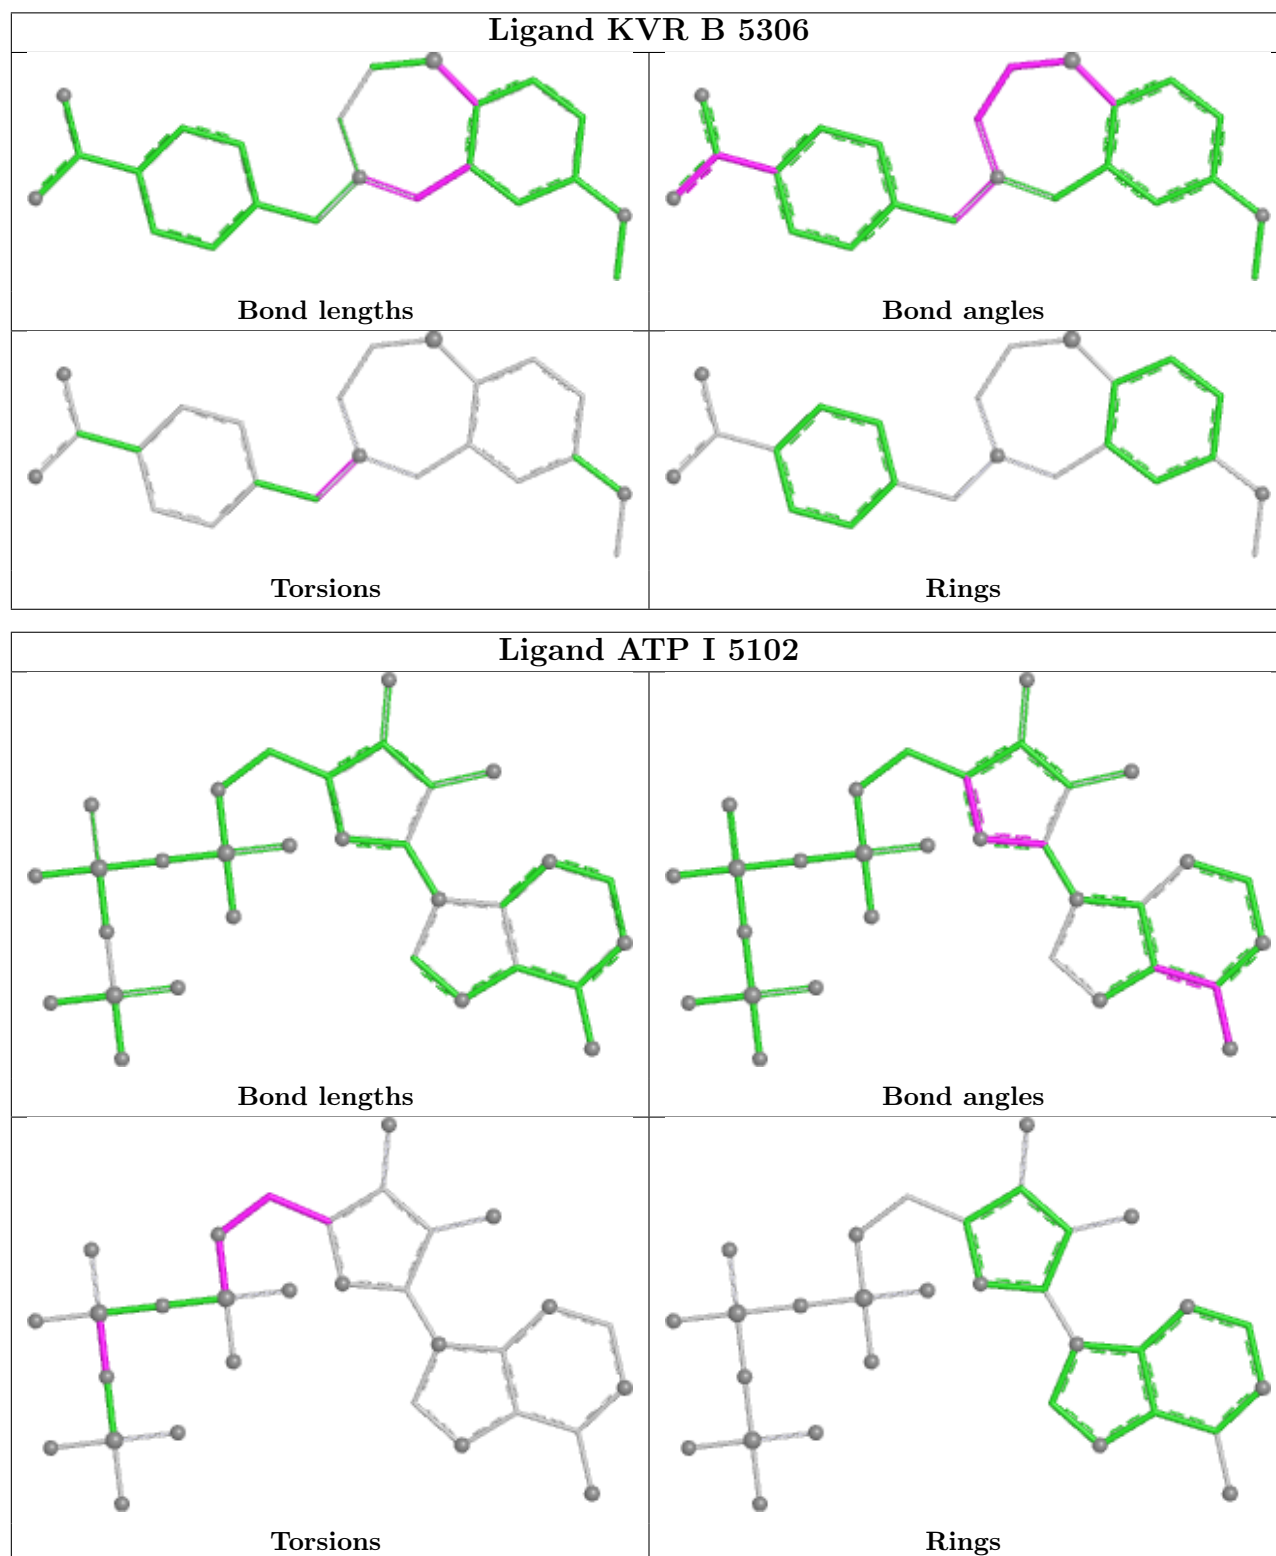 Ligand KVR B 5306
Bond lengths
Bond angles
Torsions
Rings
Ligand ATP I 5102
Bond lengths
Bond angles
Torsions
Rings